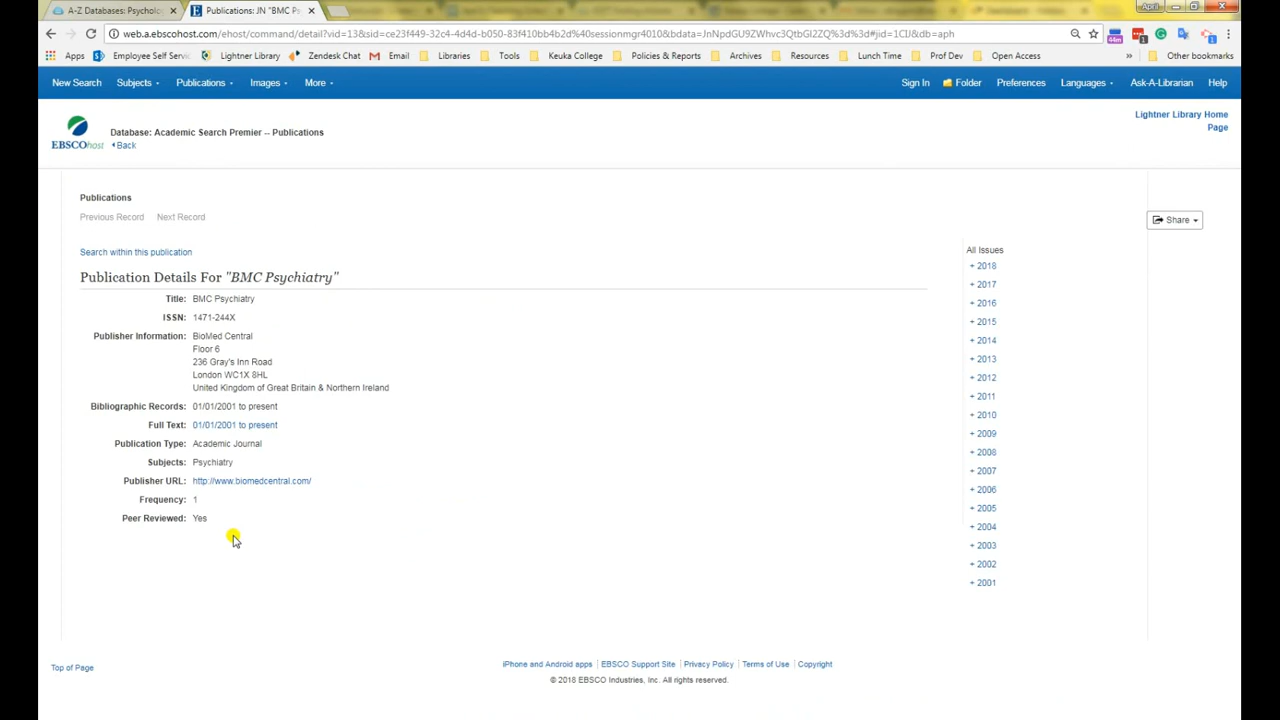 A-Z Databases: Psycholo
Publications: JN "BMC P
April
web.a.ebscohost.com/ehost/command/detail?vid=13&sid=ce23f449-32c4-4d4d-b050-83f410bb4b2d%40sessionmgr4010&bdata=JnNpdGU9ZWhvc3QtbGl2ZQ%3d%3d#jid=1CIJ&db=aph
Apps Employee Self Servi Lightner Library Zendesk Chat Email Libraries Tools Keuka College Policies & Reports Archives Resources Lunch Time Prof Dev Open Access » Other bookmarks
New Search Subjects Publications Images More Sign In Folder Preferences Languages Ask-A-Librarian Help
EBSCOhost
Database: Academic Search Premier -- Publications
Back
Lightner Library Home
Page
Publications
Previous Record Next Record
Share
Search within this publication
Publication Details For "BMC Psychiatry"
Title: BMC Psychiatry
ISSN: 1471-244X
Publisher Information: BioMed Central
Floor 6
236 Gray's Inn Road
London WC1X 8HL
United Kingdom of Great Britain & Northern Ireland
Bibliographic Records: 01/01/2001 to present
Full Text: 01/01/2001 to present
Publication Type: Academic Journal
Subjects: Psychiatry
Publisher URL: http://www.biomedcentral.com/
Frequency: 1
Peer Reviewed: Yes
All Issues
+ 2018
+ 2017
+ 2016
+ 2015
+ 2014
+ 2013
+ 2012
+ 2011
+ 2010
+ 2009
+ 2008
+ 2007
+ 2006
+ 2005
+ 2004
+ 2003
+ 2002
+ 2001
Top of Page
iPhone and Android apps | EBSCO Support Site | Privacy Policy | Terms of Use | Copyright
© 2018 EBSCO Industries, Inc. All rights reserved.